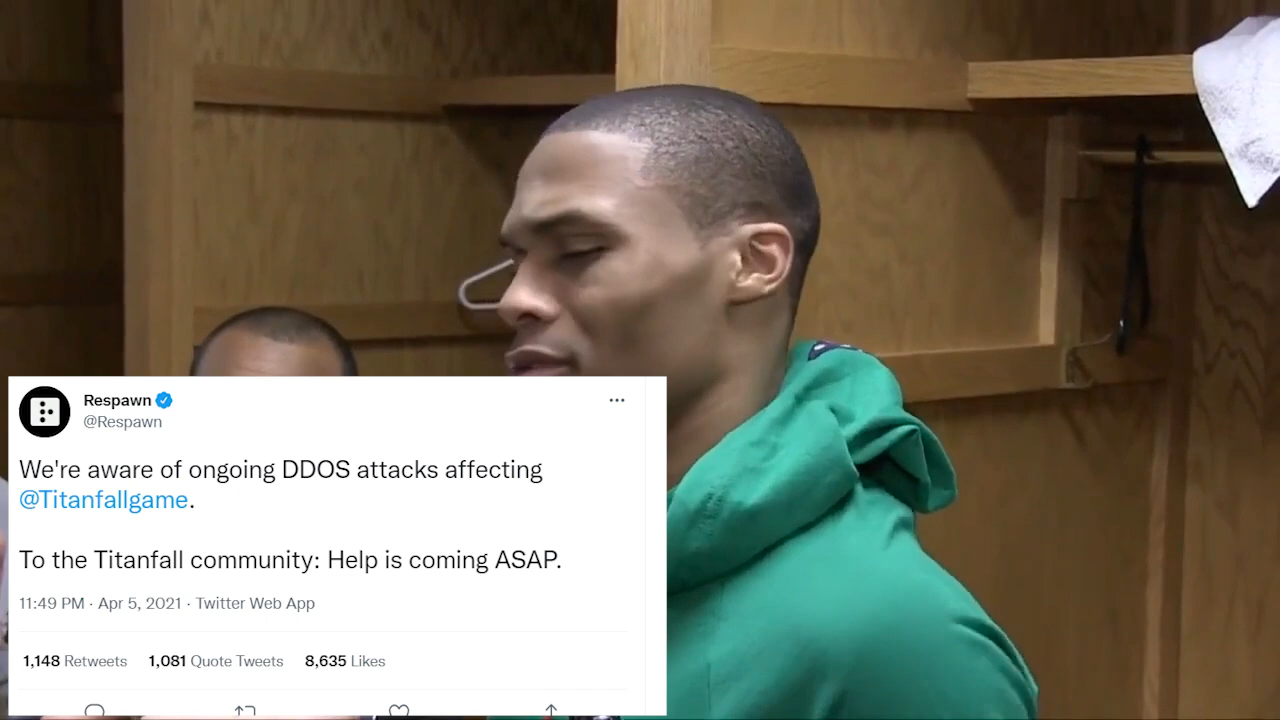 Respawn
@Respawn
We're aware of ongoing DDOS attacks affecting
@Titanfallgame.
To the Titanfall community: Help is coming ASAP.
11:49 PM · Apr 5, 2021 · Twitter Web App
1,148 Retweets 1,081 Quote Tweets 8,635 Likes